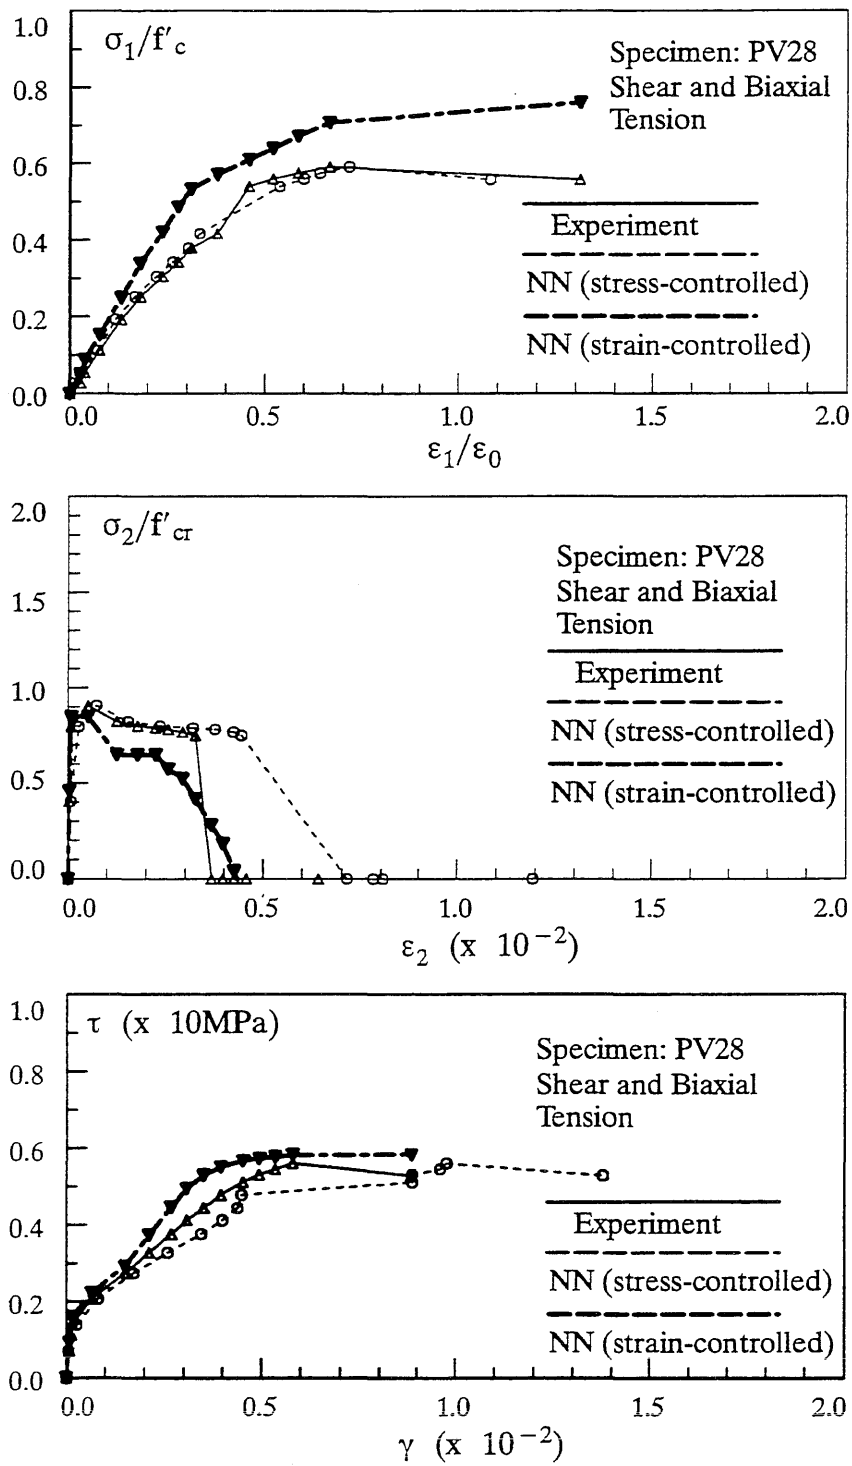 1.0
σ₁/f'c
Specimen: PV28
0.8
Shear and Biaxial
Tension
0.6
0.4
Experiment
NN (stress-controlled)
0.2
NN (strain-controlled)
0.0
0.0 0.5 1.0 1.5 2.0
ε₁/ε₀
2.0
σ₂/f'cr
Specimen: PV28
1.5
Shear and Biaxial
Tension
1.0
Experiment
NN (stress-controlled)
0.5
NN (strain-controlled)
0.0
0.0 0.5 1.0 1.5 2.0
ε₂ (x 10⁻²)
1.0
τ (x 10MPa)
Specimen: PV28
0.8
Shear and Biaxial
Tension
0.6
0.4
Experiment
NN (stress-controlled)
0.2
NN (strain-controlled)
0.0
0.0 0.5 1.0 1.5 2.0
γ (x 10⁻²)